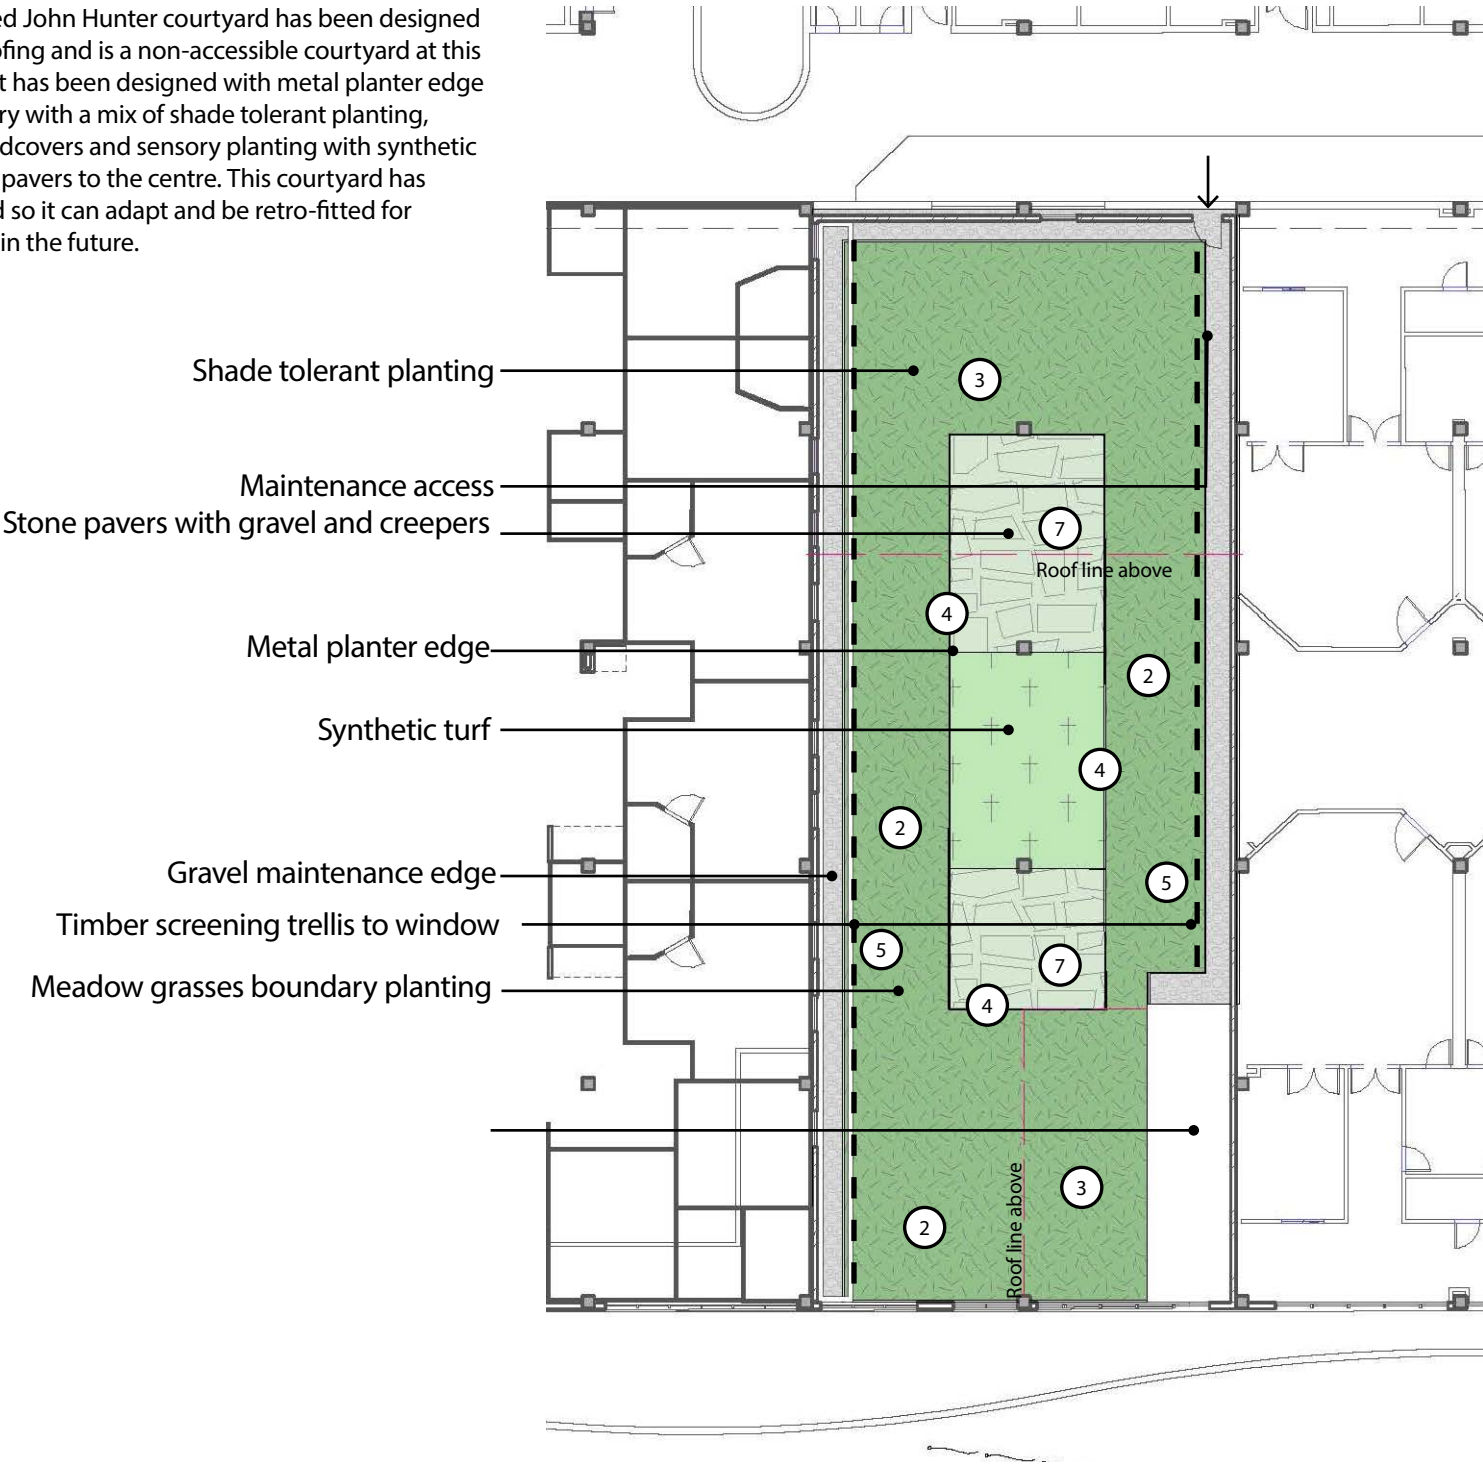 ed John Hunter courtyard has been designed
ofing and is a non-accessible courtyard at this
t has been designed with metal planter edge
ry with a mix of shade tolerant planting,
dcovers and sensory planting with synthetic
pavers to the centre. This courtyard has
d so it can adapt and be retro-fitted for
in the future.
Shade tolerant planting
3
Maintenance access
Stone pavers with gravel and creepers
7
Roof line above
4
Metal planter edge
2
Synthetic turf
4
2
Gravel maintenance edge
5
Timber screening trellis to window
5
7
Meadow grasses boundary planting
4
3
Roof line above
2